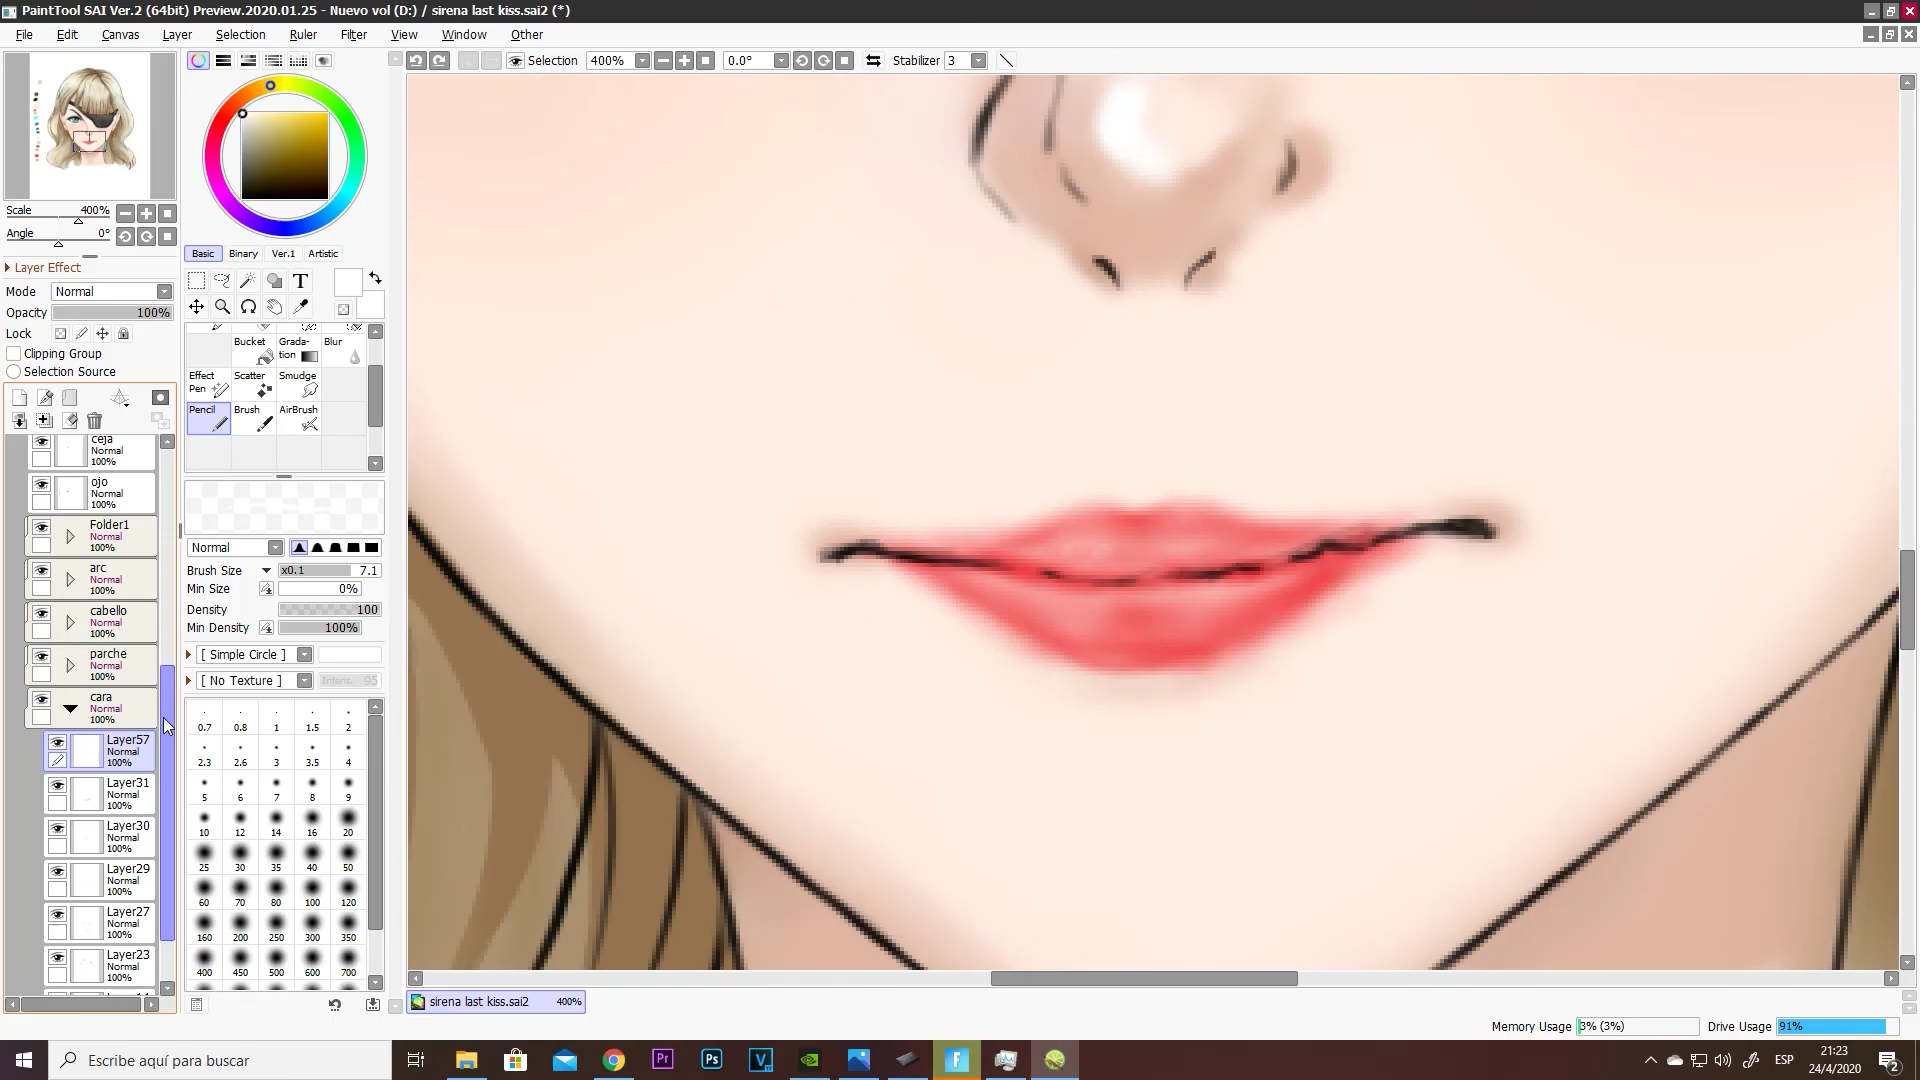 PaintTool SAI Ver.2 (64bit) Preview.2020.01.25 - Nuevo vol (D:) / sirena last kiss.sai2 (*)
File Edit Canvas Layer Selection Ruler Filter View Window Other
Selection 400% 0.0° Stabilizer 3
Scale 400%
Angle 0°
Layer Effect
Mode Normal
Opacity 100%
Lock
Clipping Group
Selection Source
ceja
Normal
100%
ojo
Normal
100%
Folder1
Normal
100%
arc
Normal
100%
cabello
Normal
100%
parche
Normal
100%
cara
Normal
100%
Layer57
Normal
100%
Layer31
Normal
100%
Layer30
Normal
100%
Layer29
Normal
100%
Layer27
Normal
100%
Layer23
Normal
100%
Basic Binary Ver.1 Artistic
T
Bucket Grada-
tion Blur
Effect
Pen Scatter Smudge
Pencil Brush AirBrush
Normal
Brush Size x0.1 7.1
Min Size 0%
Density 100
Min Density 100%
[ Simple Circle ]
[ No Texture ] Intens. 95
0.7 0.8 1 1.5 2
2.3 2.6 3 3.5 4
5 6 7 8 9
10 12 14 16 20
25 30 35 40 50
60 70 80 100 120
160 200 250 300 350
400 450 500 600 700
sirena last kiss.sai2 400%
Memory Usage 3% (3%) Drive Usage 91%
Escribe aquí para buscar
Pr Ps V F
ESP
21:23
24/4/2020
2